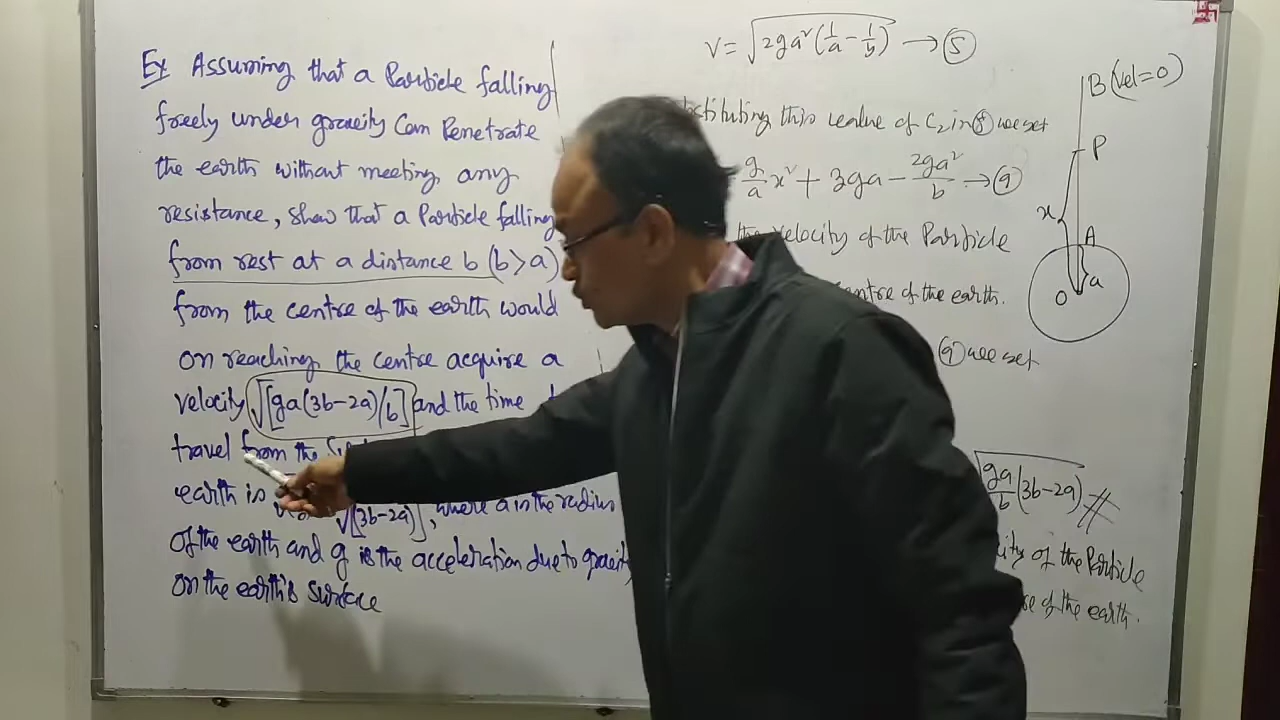 Ex Assuming that a Particle falling
freely under gravity Can Penetrate
the earth without meeting any
resistance, show that a Particle falling
from rest at a distance b (b>a)
from the centre of the earth would
on reaching the centre acquire a
velocity √[ga(3b-2a)/b] and the time
travel from the
earth is √[3b-2a)], where a is the radius
of the earth and g is the acceleration due to gravity
on the earth's surface
V = √2ga²(1/a - 1/b) → (5)
this value of C₂ in (8) we get
g/a x² + 3ga - 2ga²/b → (9)
the velocity of the Particle
centre of the earth.
(9) we get
√ga/b (3b-2a)
of the Particle
of the earth.
B (vel=0)
P
x
A
a
O